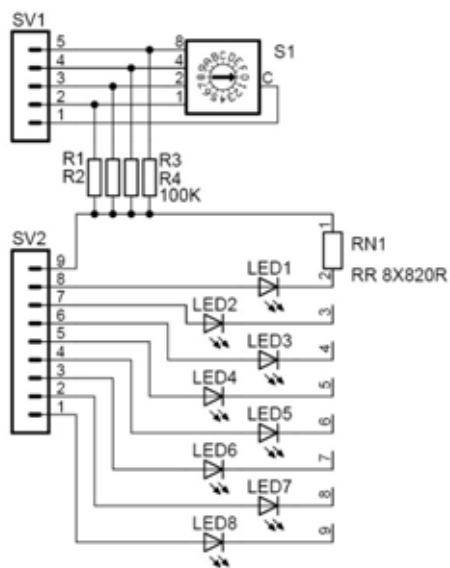 SV1
5
4
3
2
1
8
4
2
1
S1
C
0123456789ABCDEF
R1
R2
R3
R4
100K
SV2
9
8
7
6
5
4
3
2
1
1
RN1
2
RR 8X820R
LED1
LED2
3
LED3
4
LED4
5
LED5
6
LED6
7
LED7
8
LED8
9